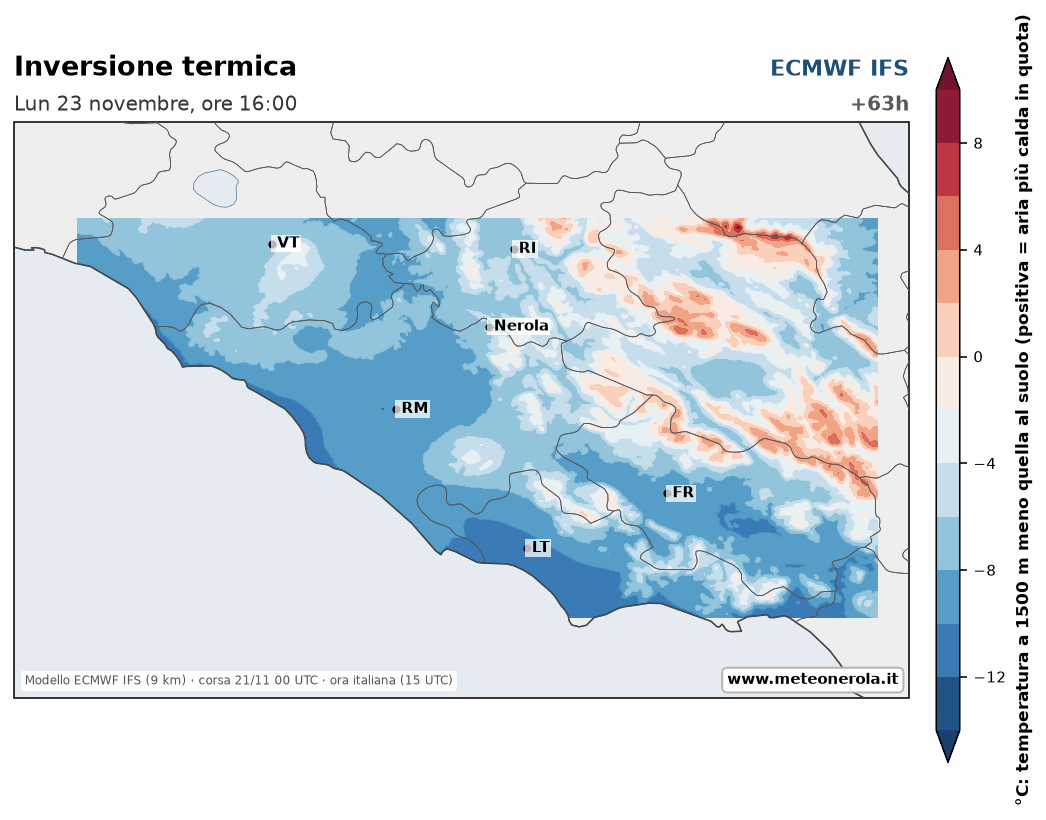 Inversione termica
ECMWF IFS
Lun 23 novembre, ore 16:00
+63h
VT
RI
Nerola
RM
FR
LT
Modello ECMWF IFS (9 km) · corsa 21/11 00 UTC · ora italiana (15 UTC)
www.meteonerola.it
8
4
0
−4
−8
−12
°C: temperatura a 1500 m meno quella al suolo (positiva = aria più calda in quota)